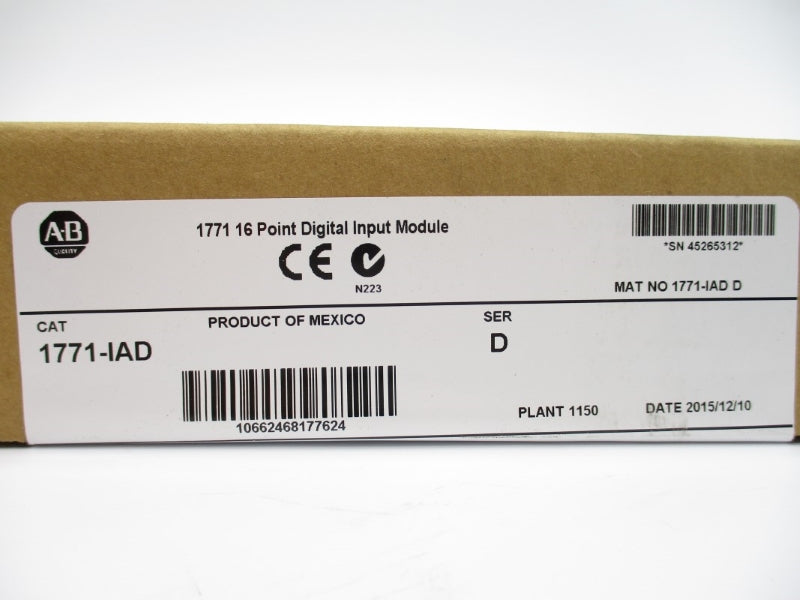 A-B
QUALITY
1771 16 Point Digital Input Module
CE
N223
*SN 45265312*
MAT NO 1771-IAD D
CAT
1771-IAD
PRODUCT OF MEXICO
SER
D
10662468177624
PLANT 1150
DATE 2015/12/10